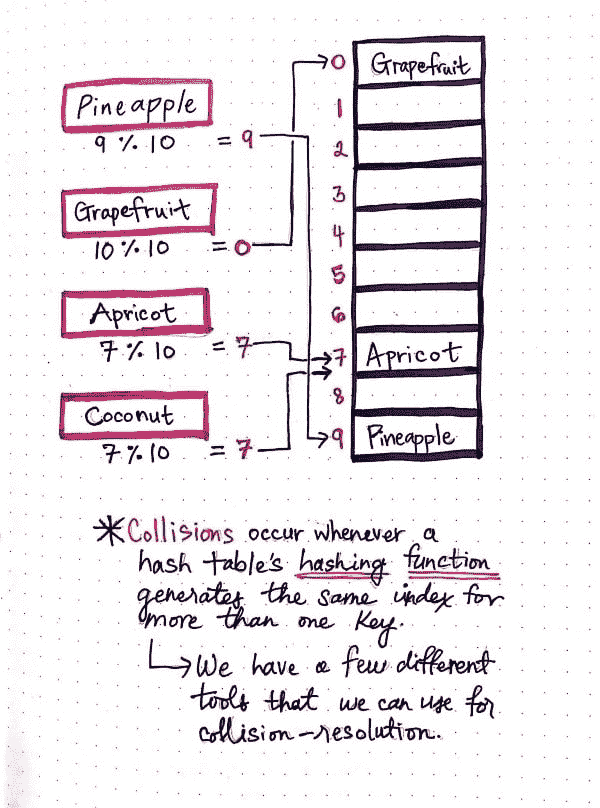 Pineapple
9 % 10 = 9
Grapefruit
10 % 10 = 0
Apricot
7 % 10 = 7
Coconut
7 % 10 = 7
0 Grapefruit
1
2
3
4
5
6
7 Apricot
8
9 Pineapple
*Collisions occur whenever a
hash table's hashing function
generates the same index for
more than one key.
We have a few different
tools that we can use for
collision-resolution.